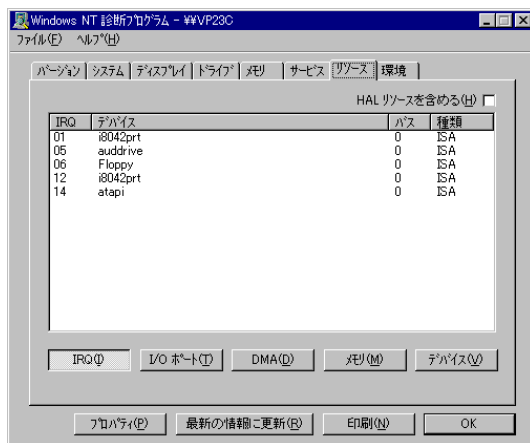 Windows NT 診断プログラム - ¥¥VP23C
ファイル(F) ヘルプ(H)
バージョン システム ディスプレイ ドライブ メモリ サービス リソース 環境
HAL リソースを含める(H)
IRQ デバイス バス 種類
01 i8042prt 0 ISA
05 auddrive 0 ISA
06 Floppy 0 ISA
12 i8042prt 0 ISA
14 atapi 0 ISA
IRQ(I) I/O ポート(T) DMA(D) メモリ(M) デバイス(V)
プロパティ(P) 最新の情報に更新(R) 印刷(N) OK